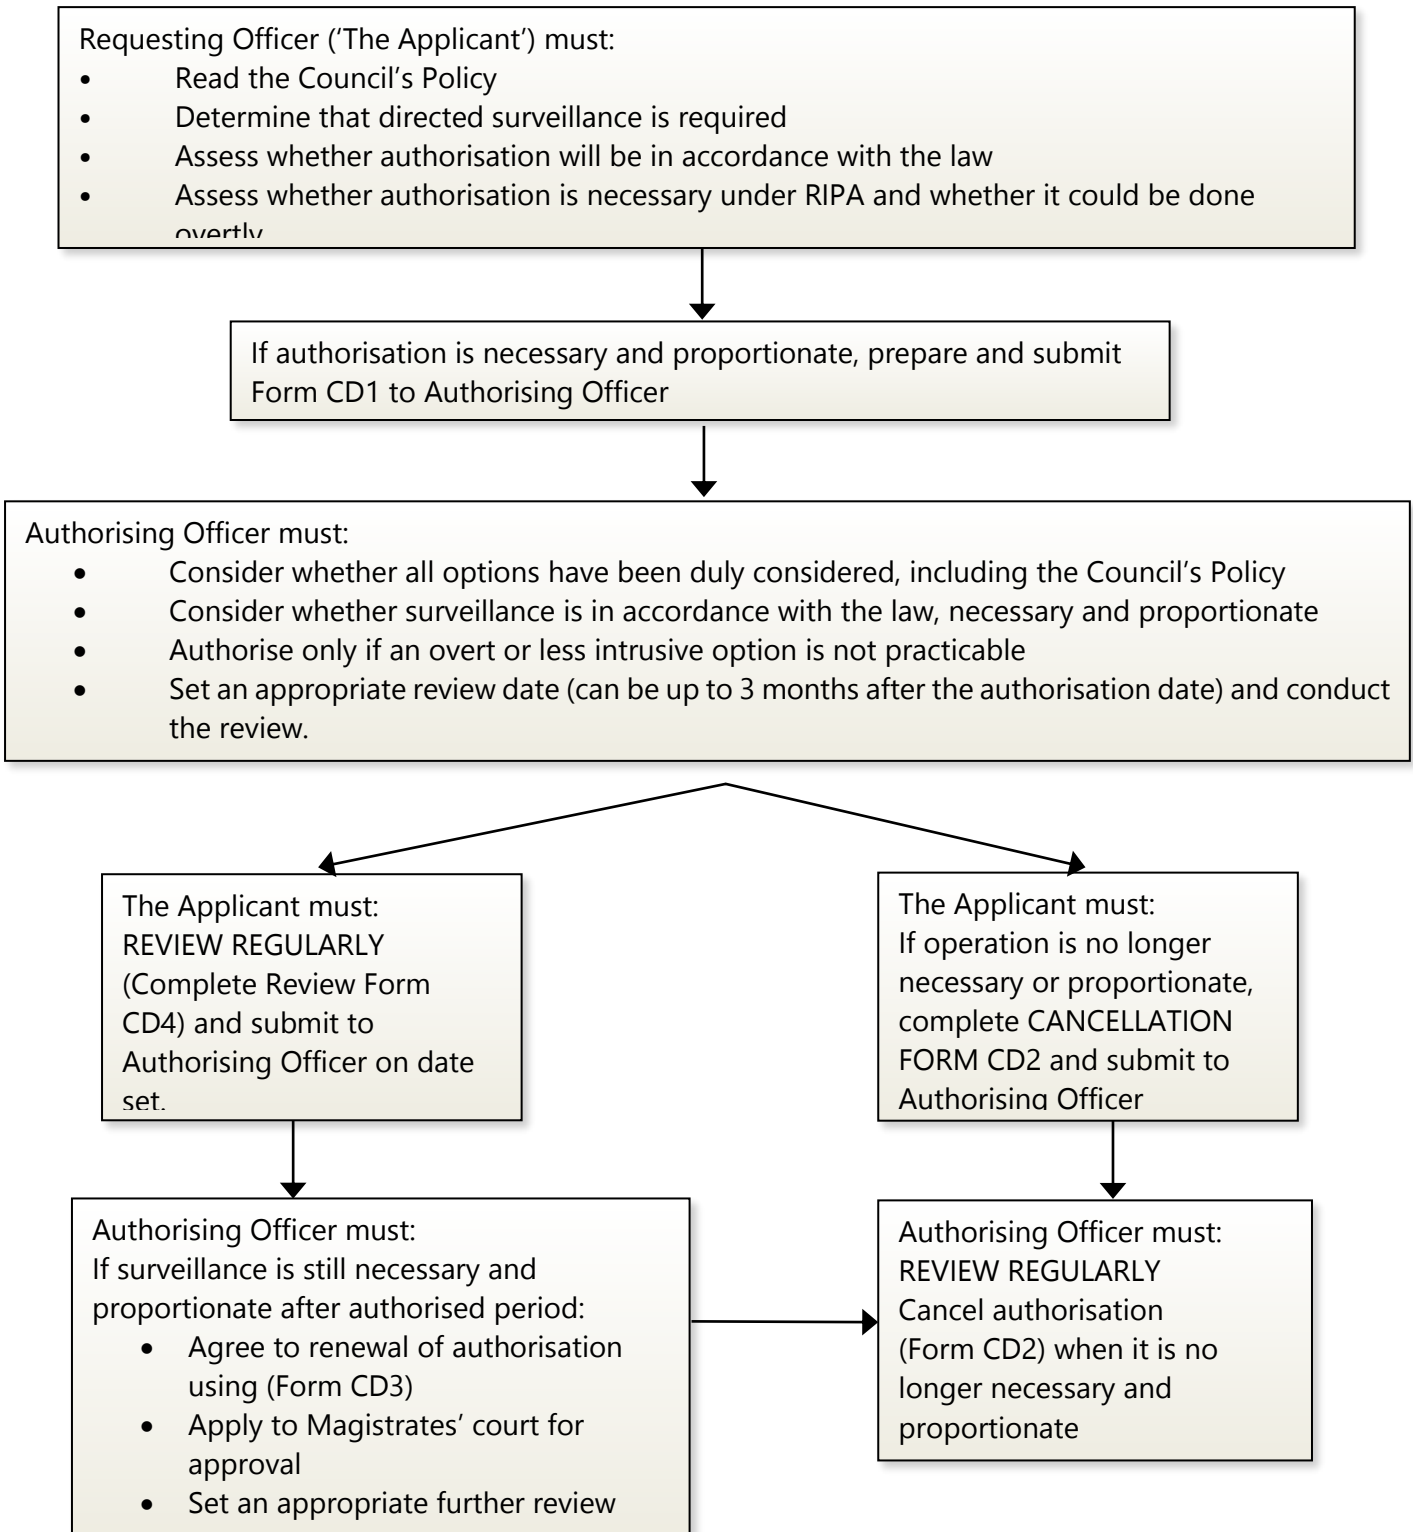 Requesting Officer (‘The Applicant’) must:
• Read the Council’s Policy
• Determine that directed surveillance is required
• Assess whether authorisation will be in accordance with the law
• Assess whether authorisation is necessary under RIPA and whether it could be done
overtly
If authorisation is necessary and proportionate, prepare and submit
Form CD1 to Authorising Officer
Authorising Officer must:
• Consider whether all options have been duly considered, including the Council’s Policy
• Consider whether surveillance is in accordance with the law, necessary and proportionate
• Authorise only if an overt or less intrusive option is not practicable
• Set an appropriate review date (can be up to 3 months after the authorisation date) and conduct
the review.
The Applicant must:
REVIEW REGULARLY
(Complete Review Form
CD4) and submit to
Authorising Officer on date
set.
The Applicant must:
If operation is no longer
necessary or proportionate,
complete CANCELLATION
FORM CD2 and submit to
Authorising Officer
Authorising Officer must:
If surveillance is still necessary and
proportionate after authorised period:
• Agree to renewal of authorisation
using (Form CD3)
• Apply to Magistrates’ court for
approval
• Set an appropriate further review
Authorising Officer must:
REVIEW REGULARLY
Cancel authorisation
(Form CD2) when it is no
longer necessary and
proportionate